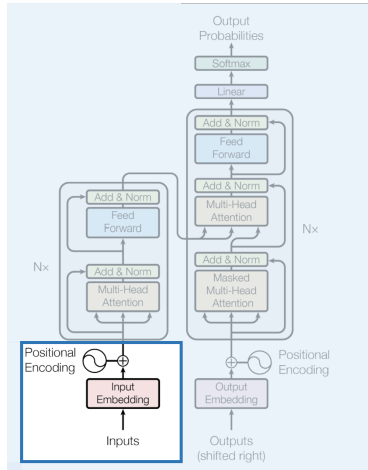 Output
Probabilities
Softmax
Linear
Add & Norm
Feed
Forward
Add & Norm
Multi-Head
Attention
Add & Norm
Masked
Multi-Head
Attention
Nx
Positional
Encoding
Output
Embedding
Outputs
(shifted right)
Add & Norm
Feed
Forward
Add & Norm
Multi-Head
Attention
Nx
Positional
Encoding
Input
Embedding
Inputs